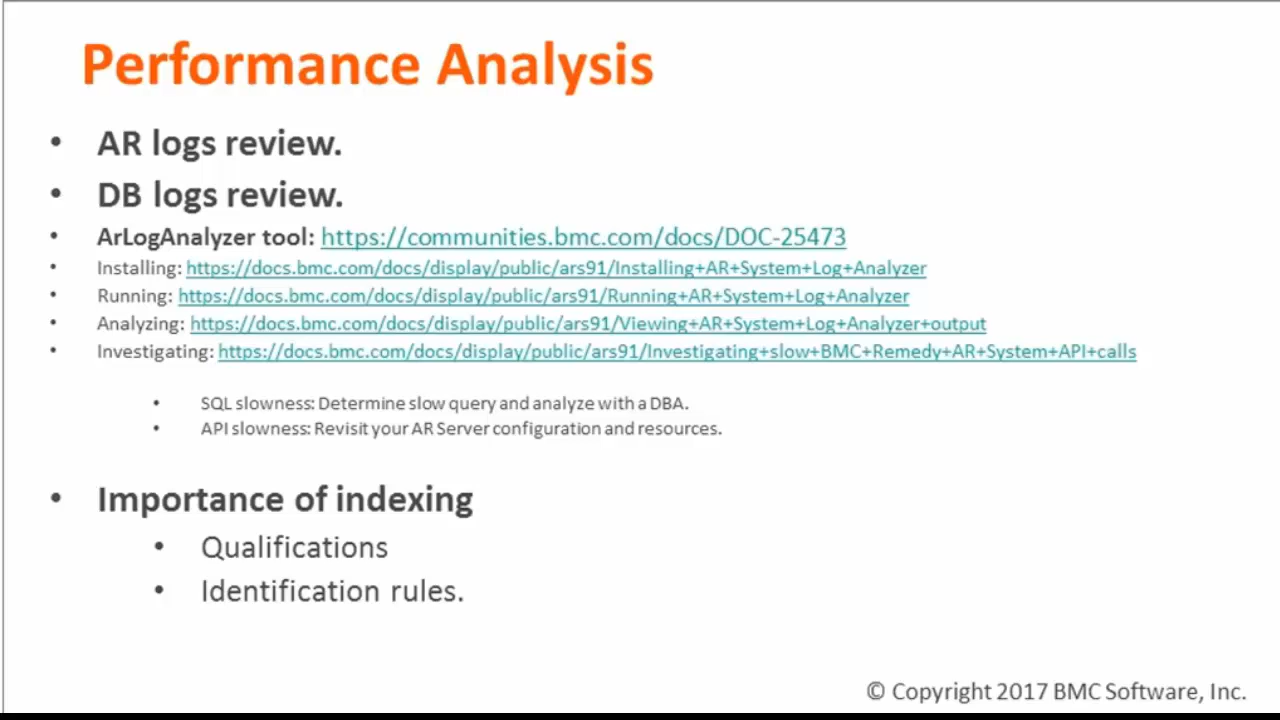 Performance Analysis
• AR logs review.
• DB logs review.
• ArLogAnalyzer tool: https://communities.bmc.com/docs/DOC-25473
• Installing: https://docs.bmc.com/docs/display/public/ars91/Installing+AR+System+Log+Analyzer
• Running: https://docs.bmc.com/docs/display/public/ars91/Running+AR+System+Log+Analyzer
• Analyzing: https://docs.bmc.com/docs/display/public/ars91/Viewing+AR+System+Log+Analyzer+output
• Investigating: https://docs.bmc.com/docs/display/public/ars91/Investigating+slow+BMC+Remedy+AR+System+API+calls
• SQL slowness: Determine slow query and analyze with a DBA.
• API slowness: Revisit your AR Server configuration and resources.
• Importance of indexing
• Qualifications
• Identification rules.
© Copyright 2017 BMC Software, Inc.